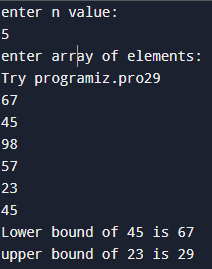 enter n value:
5
enter array of elements:
Try programiz.pro29
67
45
98
57
23
45
Lower bound of 45 is 67
upper bound of 23 is 29